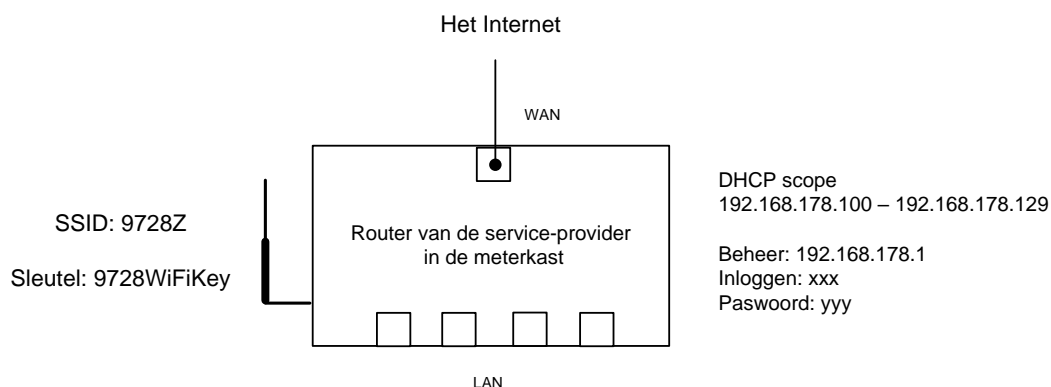 Het Internet
WAN
SSID: 9728Z
Sleutel: 9728WiFiKey
Router van de service-provider
in de meterkast
DHCP scope
192.168.178.100 – 192.168.178.129
Beheer: 192.168.178.1
Inloggen: xxx
Paswoord: yyy
LAN